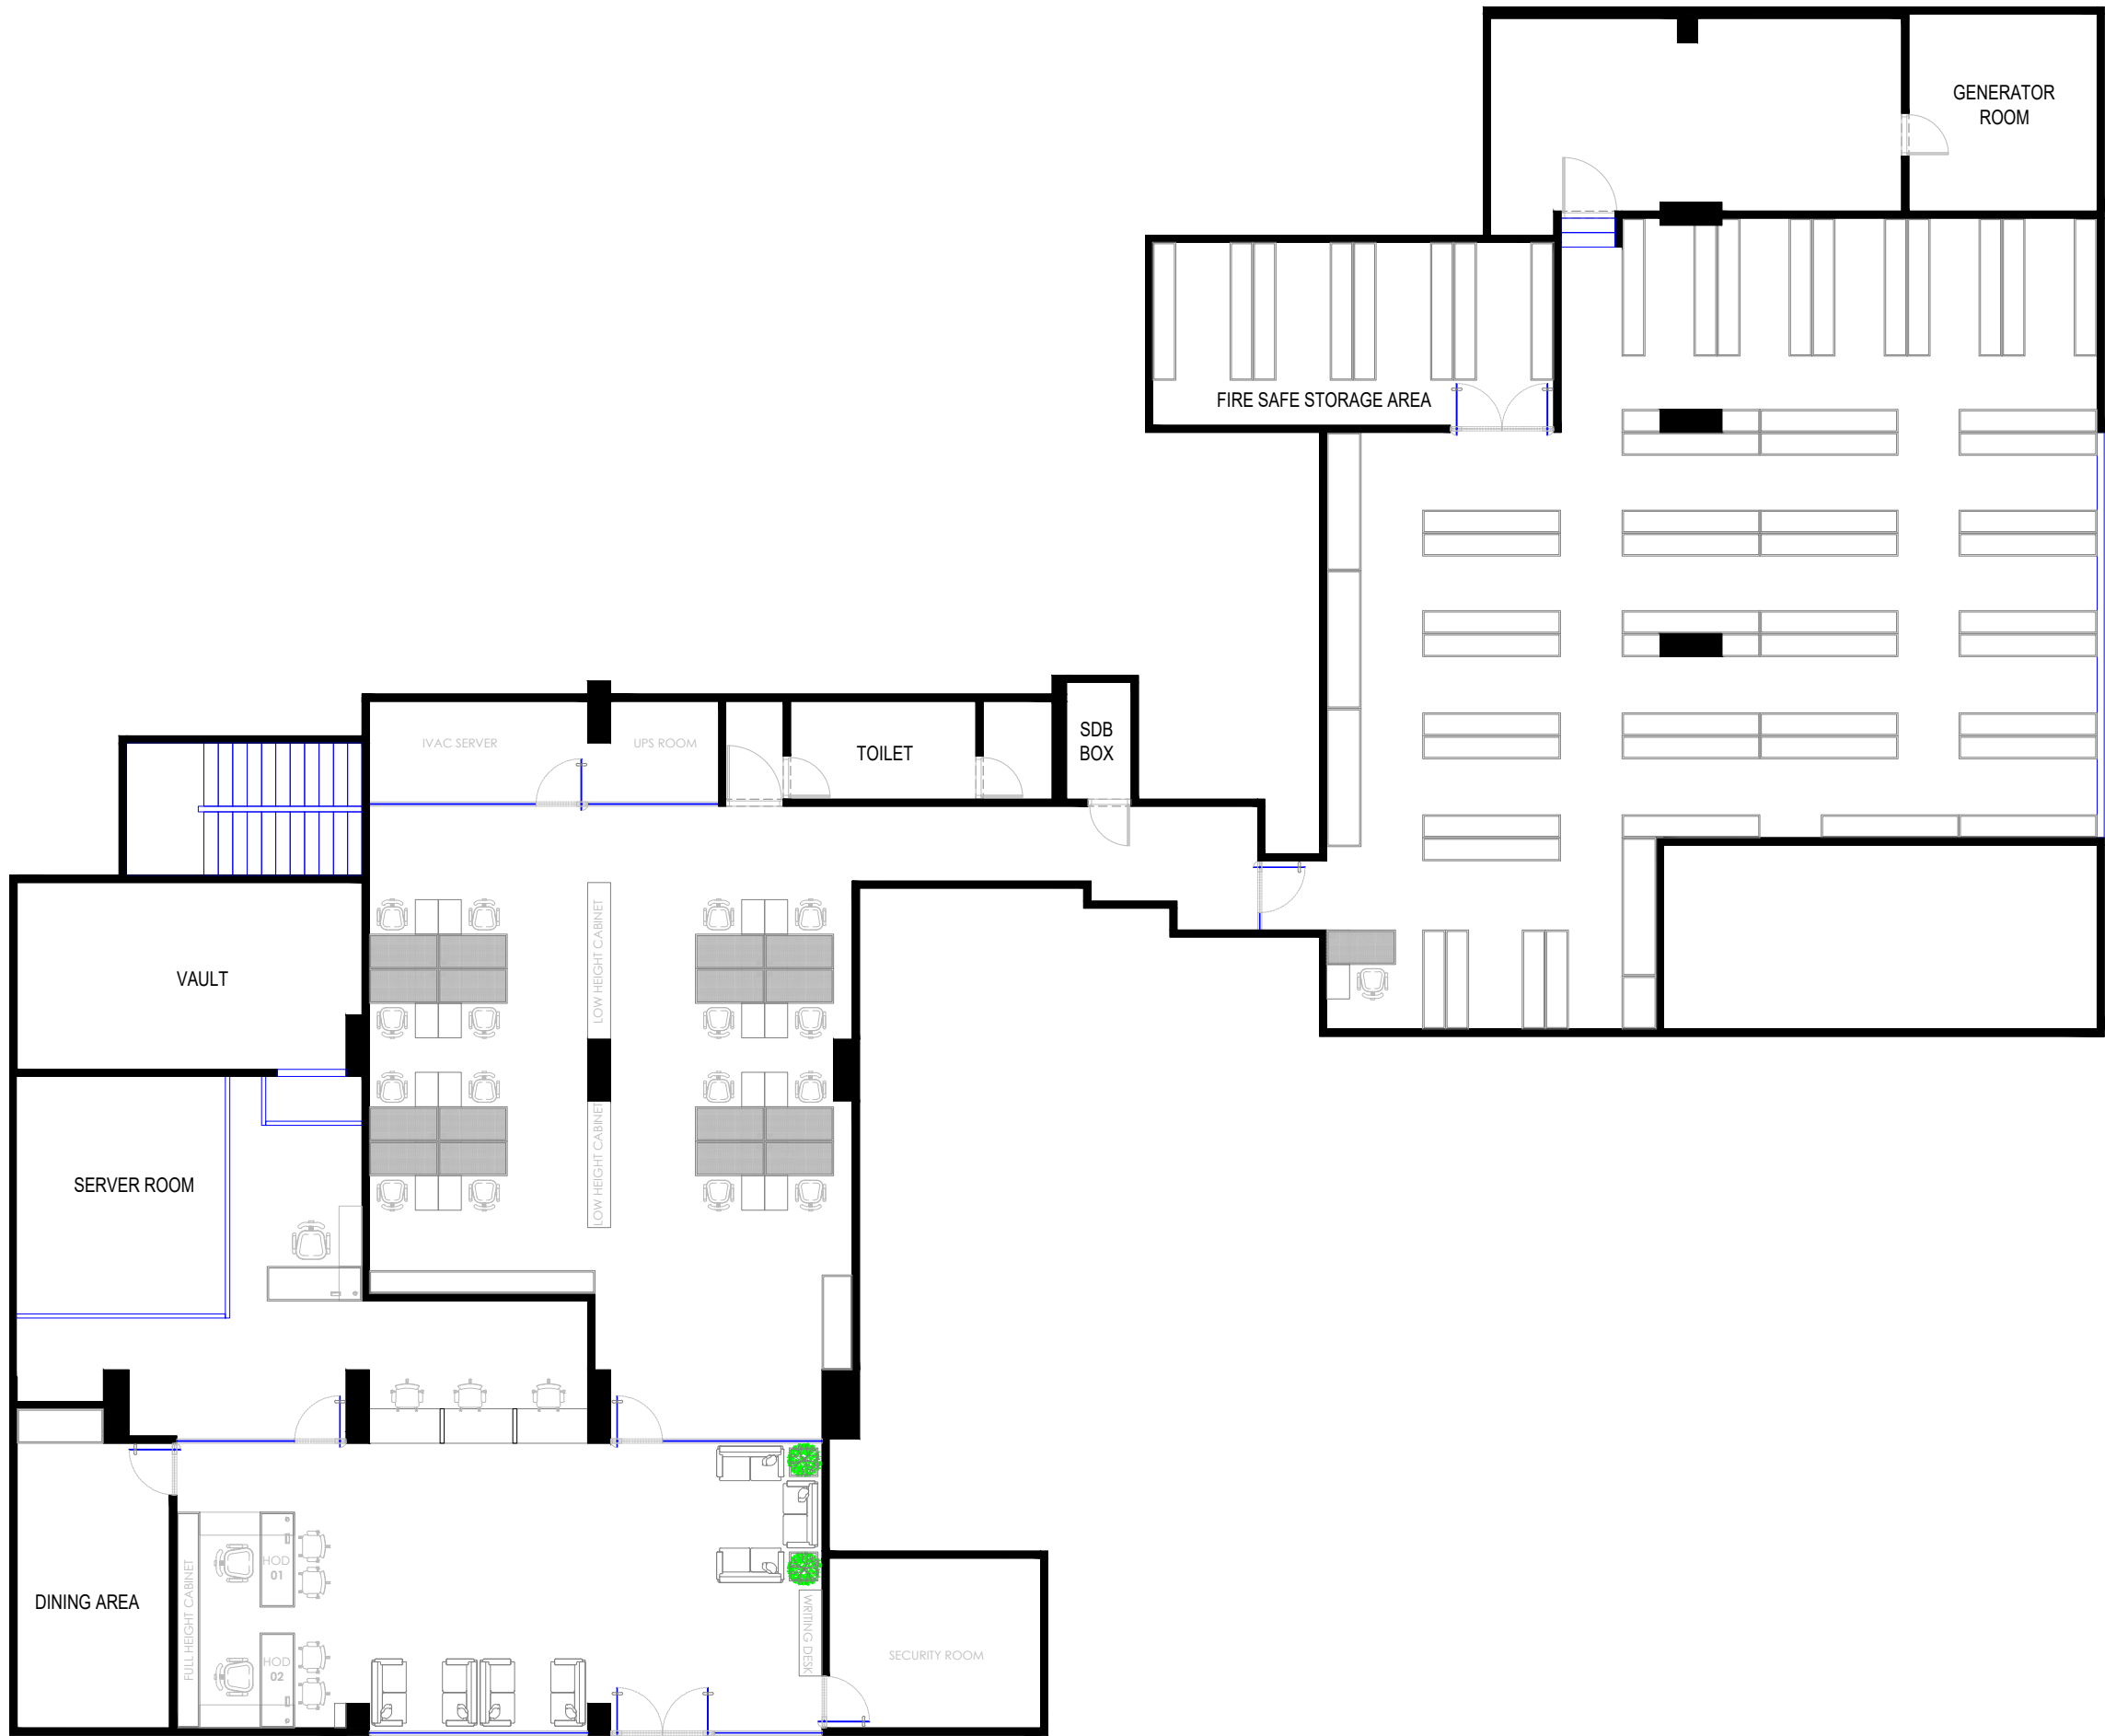 GENERATOR
ROOM
FIRE SAFE STORAGE AREA
IVAC SERVER
UPS ROOM
TOILET
SDB
BOX
LOW HEIGHT CABINET
VAULT
LOW HEIGHT CABINET
SERVER ROOM
HOD
01
FULL HEIGHT CABINET
DINING AREA
WRITING DESK
SECURITY ROOM
HOD
02